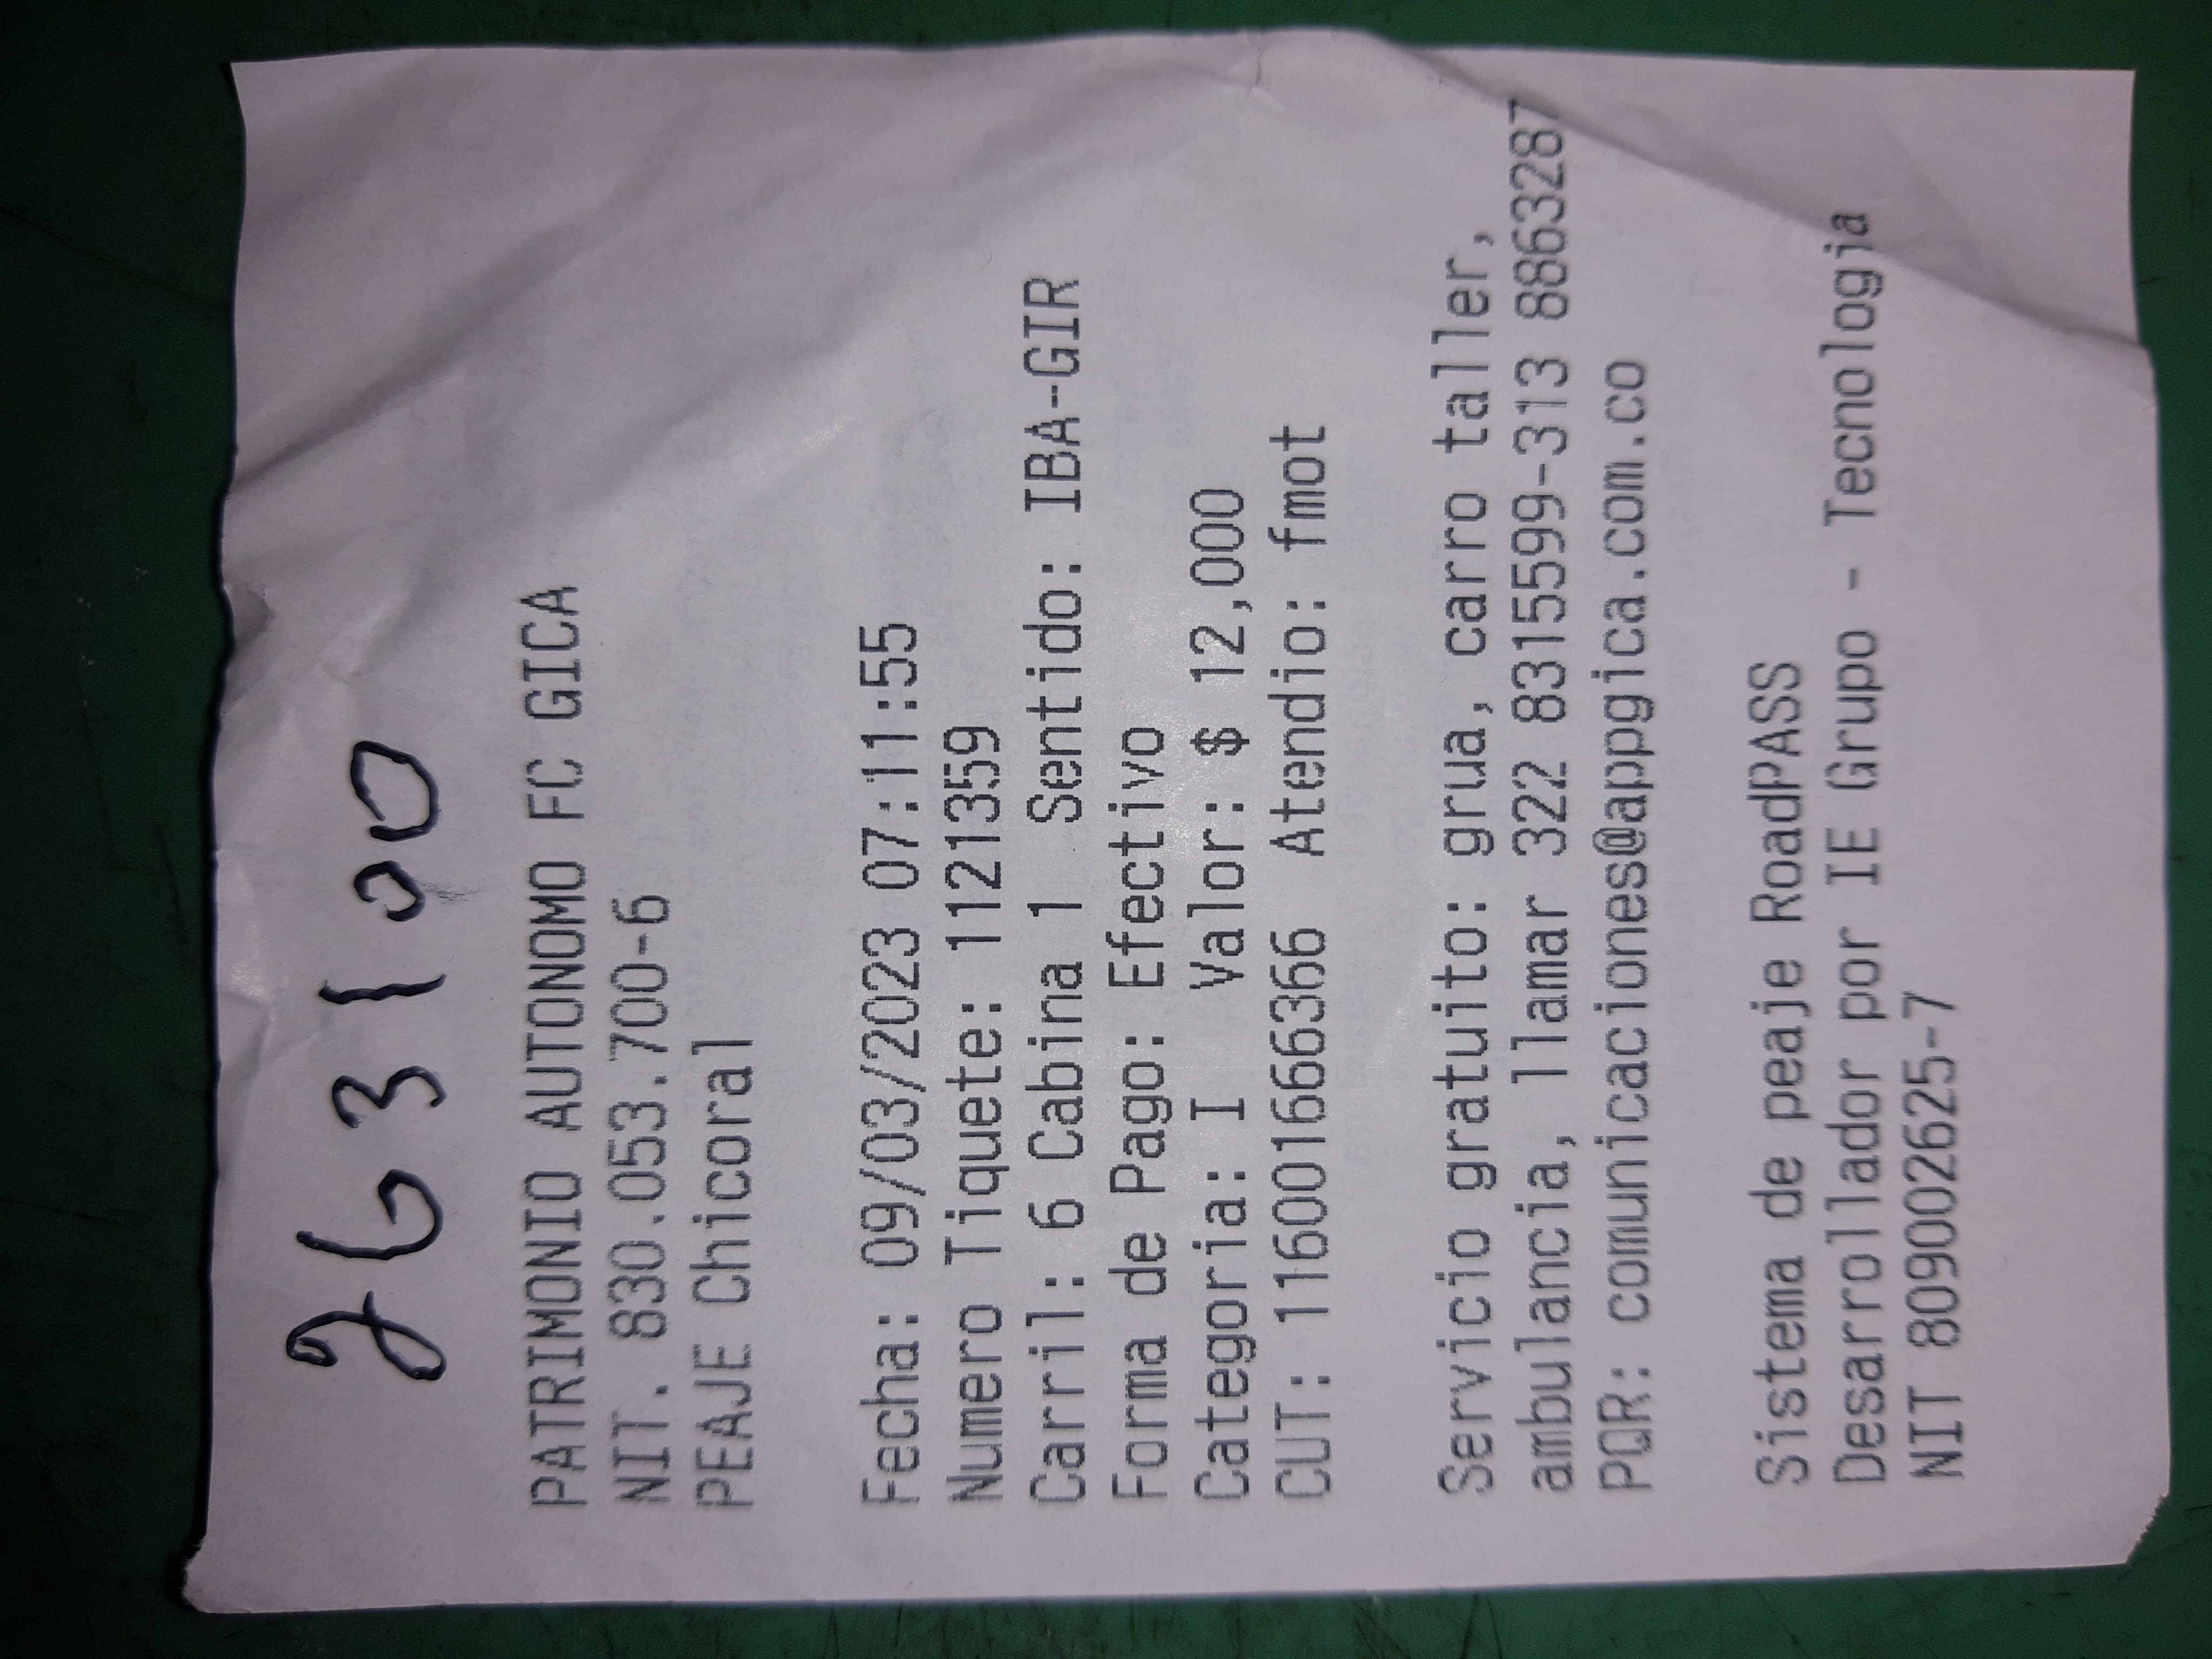 263100
PATRIMONIO AUTONOMO FC GICA
NIT. 830.053.700-6
PEAJE Chicoral
Fecha: 09/03/2023 07:11:55
Numero Tiquete: 1121359
Carril: 6 Cabina 1 Sentido: IBA-GIR
Forma de Pago: Efectivo
Categoria: I Valor: $ 12,000
CUT: 1160016666366 Atendio: fmot
Servicio gratuito: grua, carro taller,
ambulancia, llamar 322 8315599-313 8863287
PQR: comunicaciones@appgica.com.co
Sistema de peaje RoadPASS
Desarrollador por IE Grupo - Tecnologia
NIT 809002625-7